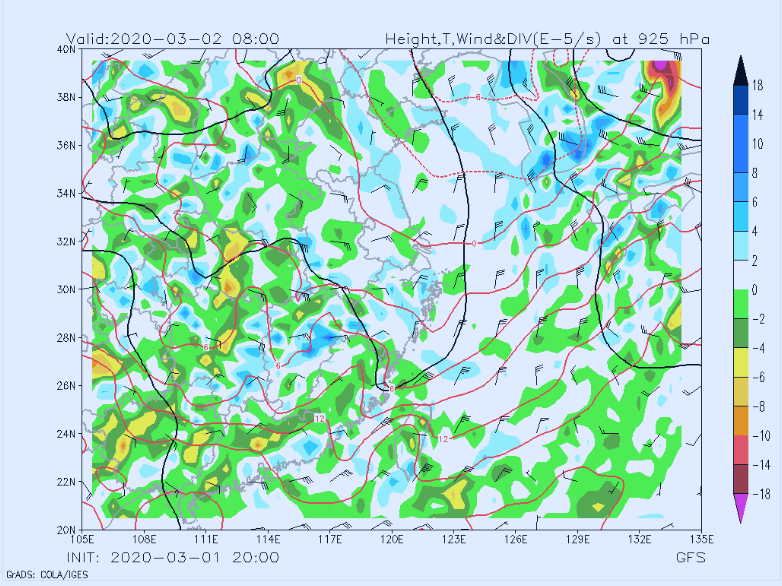 Valid:2020-03-02 08:00 Height,T,Wind&DIV(E-5/s) at 925 hPa
40N
38N
36N
34N
32N
30N
28N
26N
24N
22N
20N
0
6
0
6
6
6
12
12
105E 108E 111E 114E 117E 120E 123E 126E 129E 132E 135E
18
14
10
8
6
4
2
0
-2
-4
-6
-8
-10
-14
-18
INIT: 2020-03-01 20:00 GFS
GrADS: COLA/IGES